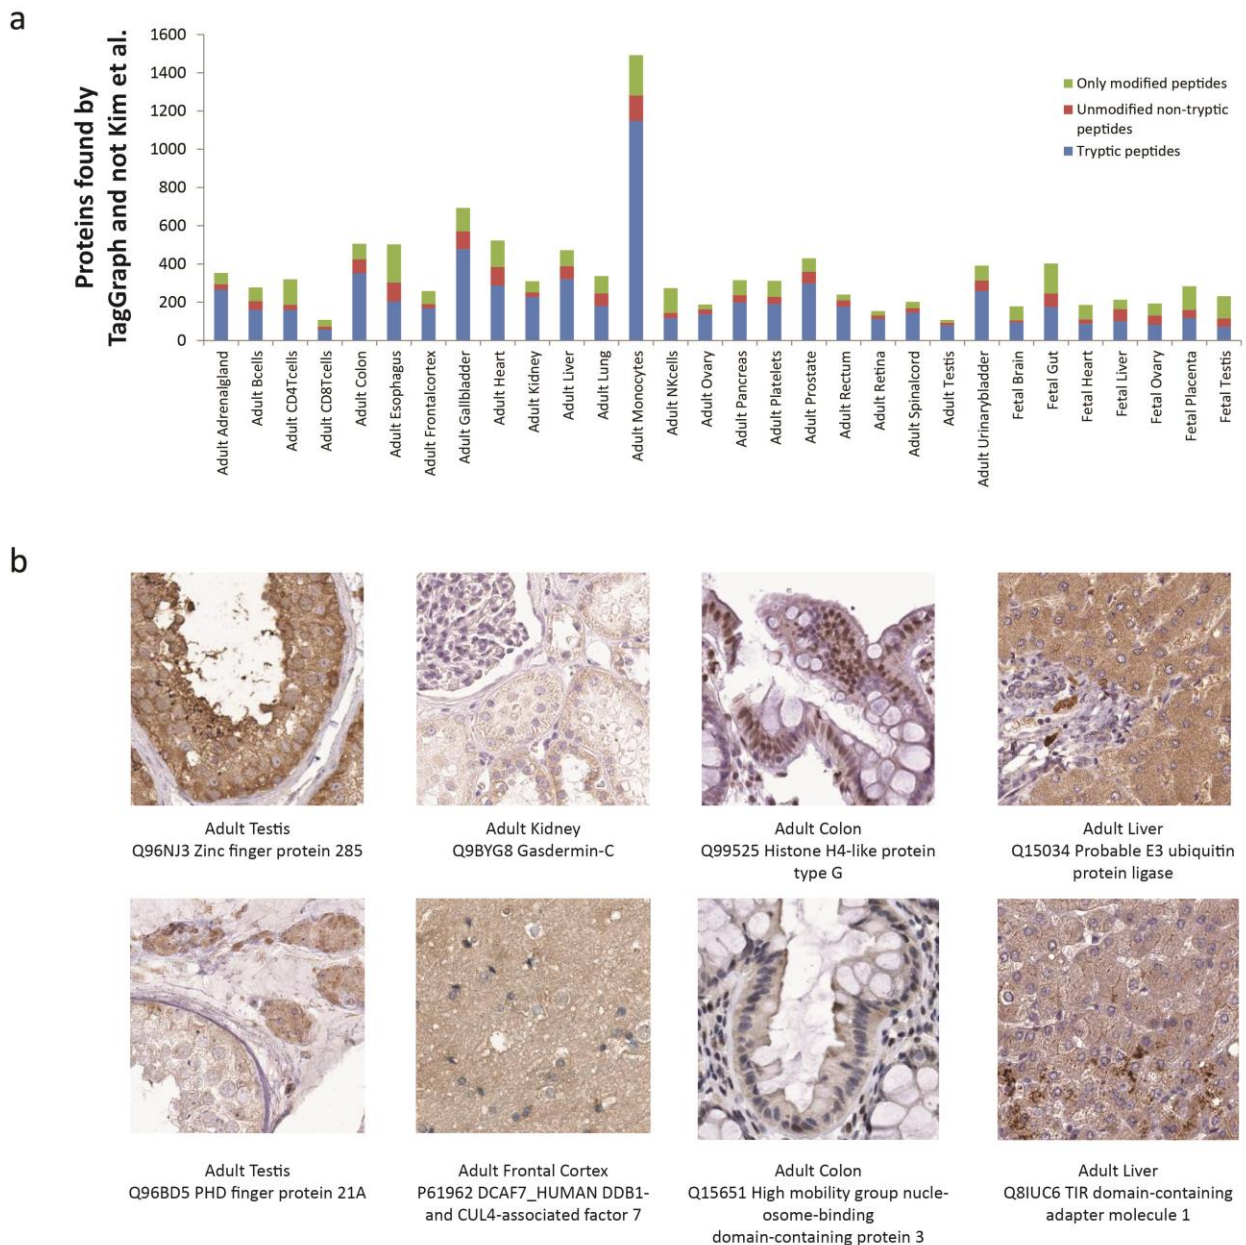 a
Proteins found by
TagGraph and not Kim et al.
1600
1400
1200
1000
800
600
400
200
0
Only modified peptides
Unmodified non-tryptic
peptides
Tryptic peptides
Adult Adrenalgland
Adult Bcells
Adult CD4Tcells
Adult CD8Tcells
Adult Colon
Adult Esophagus
Adult Frontalcortex
Adult Gallbladder
Adult Heart
Adult Kidney
Adult Liver
Adult Lung
Adult Monocytes
Adult NKcells
Adult Ovary
Adult Pancreas
Adult Platelets
Adult Prostate
Adult Rectum
Adult Retina
Adult Spinalcord
Adult Testis
Adult Urinarybladder
Fetal Brain
Fetal Gut
Fetal Heart
Fetal Liver
Fetal Ovary
Fetal Placenta
Fetal Testis
b
Adult Testis
Q96NJ3 Zinc finger protein 285
Adult Kidney
Q9BYG8 Gasdermin-C
Adult Colon
Q99525 Histone H4-like protein
type G
Adult Liver
Q15034 Probable E3 ubiquitin
protein ligase
Adult Testis
Q96BD5 PHD finger protein 21A
Adult Frontal Cortex
P61962 DCAF7_HUMAN DDB1-
and CUL4-associated factor 7
Adult Colon
Q15651 High mobility group nucle-
osome-binding
domain-containing protein 3
Adult Liver
Q8IUC6 TIR domain-containing
adapter molecule 1